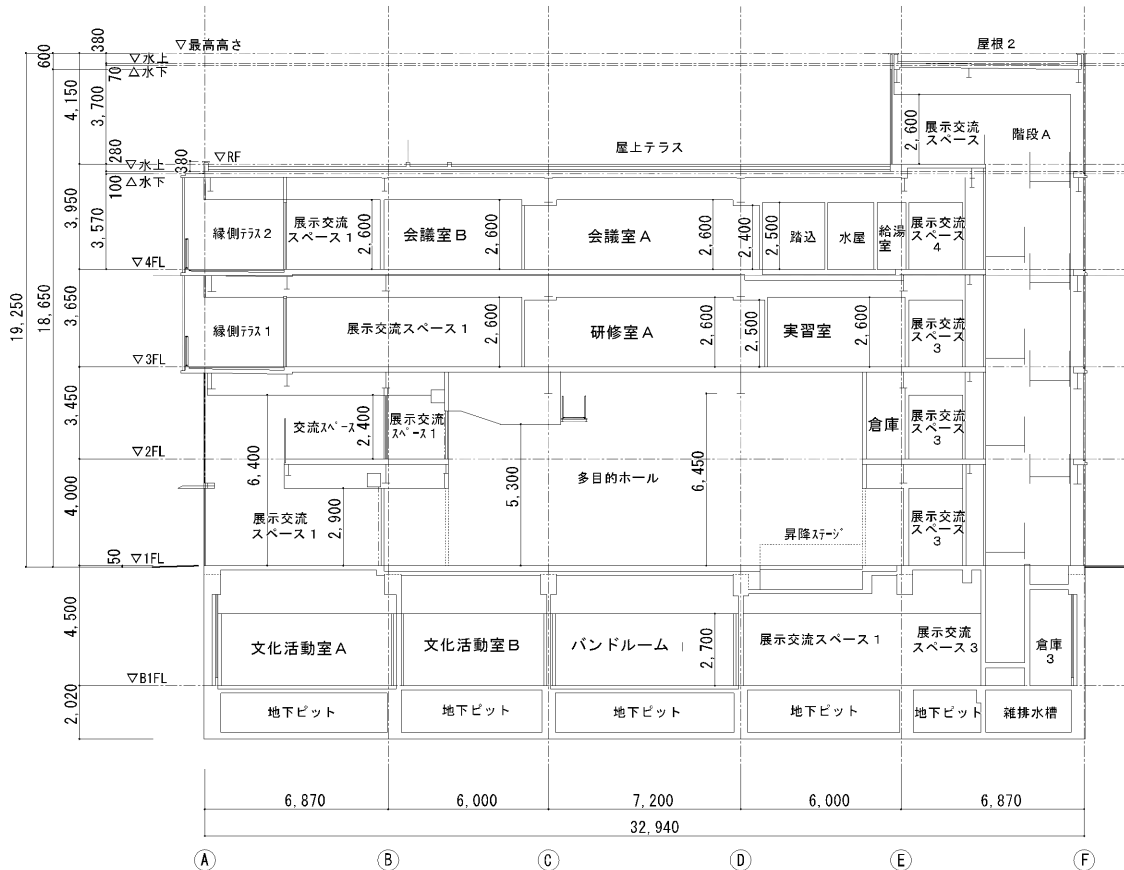 380
▽最高高さ
屋根２
600
▽水上
70
△水下
19,250
18,650
4,150
3,700
2,600
展示交流
スペース
階段Ａ
280
▽水上
380
▽RF
屋上テラス
100
△水下
3,950
3,570
縁側ﾃﾗｽ２
展示交流
スペース１
2,600
会議室Ｂ
2,600
会議室Ａ
2,600
2,400
2,500
踏込
水屋
給湯
室
展示交流
スペース
４
▽4FL
3,650
縁側ﾃﾗｽ１
展示交流スペース１
2,600
研修室Ａ
2,600
2,500
実習室
2,600
展示交流
スペース
３
▽3FL
3,450
交流ｽﾍﾟｰｽ
2,400
展示交流
ｽﾍﾟｰｽ１
倉庫
展示交流
スペース
３
▽2FL
4,000
6,400
5,300
多目的ホール
6,450
展示交流
スペース１
2,900
昇降ｽﾃｰｼﾞ
展示交流
スペース
３
50
▽1FL
4,500
文化活動室Ａ
文化活動室Ｂ
バンドルーム
2,700
展示交流スペース１
展示交流
スペース３
倉庫
３
▽B1FL
2,020
地下ピット
地下ピット
地下ピット
地下ピット
地下ピット
雑排水槽
6,870
6,000
7,200
6,000
6,870
32,940
A
B
C
D
E
F